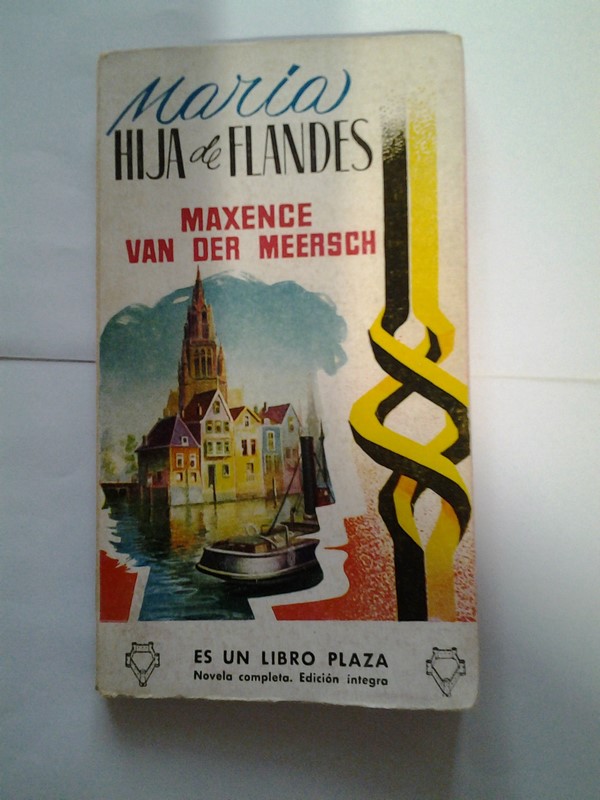 María
HIJA de FLANDES
MAXENCE
VAN DER MEERSCH
ES UN LIBRO PLAZA
Novela completa. Edición íntegra